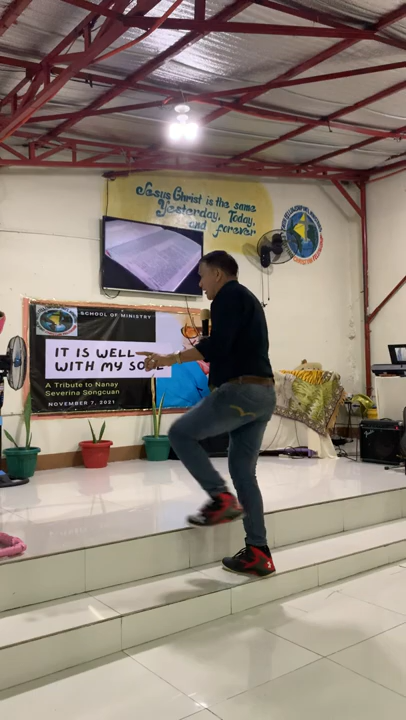 Jesus Christ is the same
Yesterday, Today,
and forever
SCHOOL OF MINISTRY
IT IS WELL
WITH MY SOUL
A Tribute to Nanay
Severina Songcuan
NOVEMBER 7, 2021